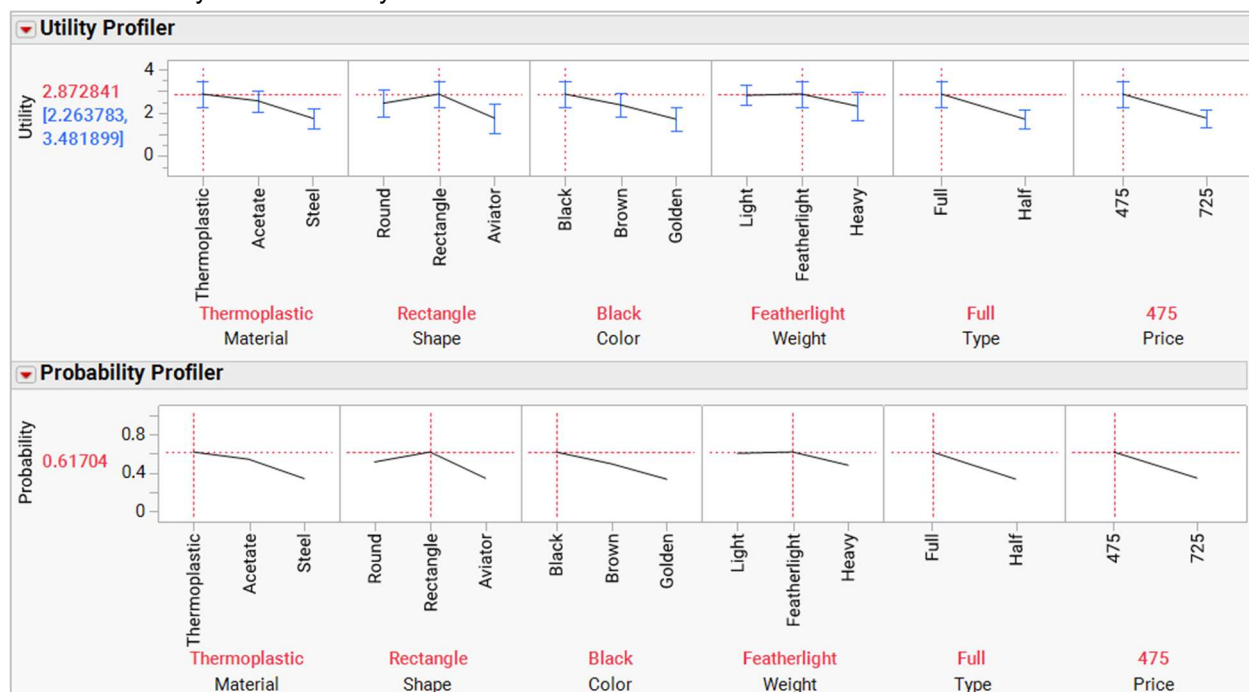 Utility Profiler
4
2
0
Utility
2.872841
[2.263783,
3.481899]
Thermoplastic
Acetate
Steel
Round
Rectangle
Aviator
Black
Brown
Golden
Light
Featherlight
Heavy
Full
Half
475
725
Thermoplastic
Material
Rectangle
Shape
Black
Color
Featherlight
Weight
Full
Type
475
Price
Probability Profiler
0.8
0.4
0
Probability
0.61704
Thermoplastic
Acetate
Steel
Round
Rectangle
Aviator
Black
Brown
Golden
Light
Featherlight
Heavy
Full
Half
475
725
Thermoplastic
Material
Rectangle
Shape
Black
Color
Featherlight
Weight
Full
Type
475
Price